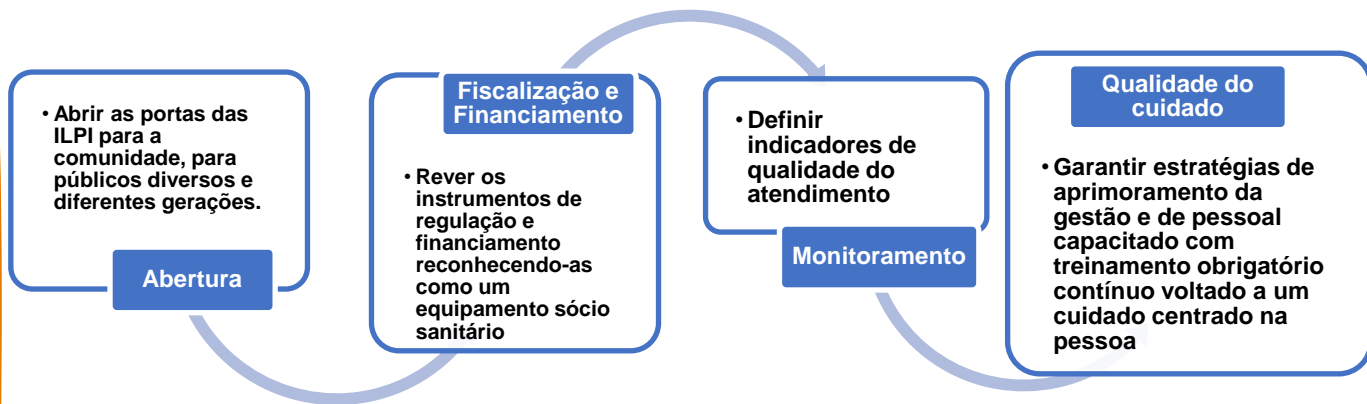 • Abrir as portas das
ILPI para a
comunidade, para
públicos diversos e
diferentes gerações.
Abertura
Fiscalização e
Financiamento
• Rever os
instrumentos de
regulação e
financiamento
reconhecendo-as
como um
equipamento sócio
sanitário
• Definir
indicadores de
qualidade do
atendimento
Monitoramento
Qualidade do
cuidado
• Garantir estratégias de
aprimoramento da
gestão e de pessoal
capacitado com
treinamento obrigatório
contínuo voltado a um
cuidado centrado na
pessoa